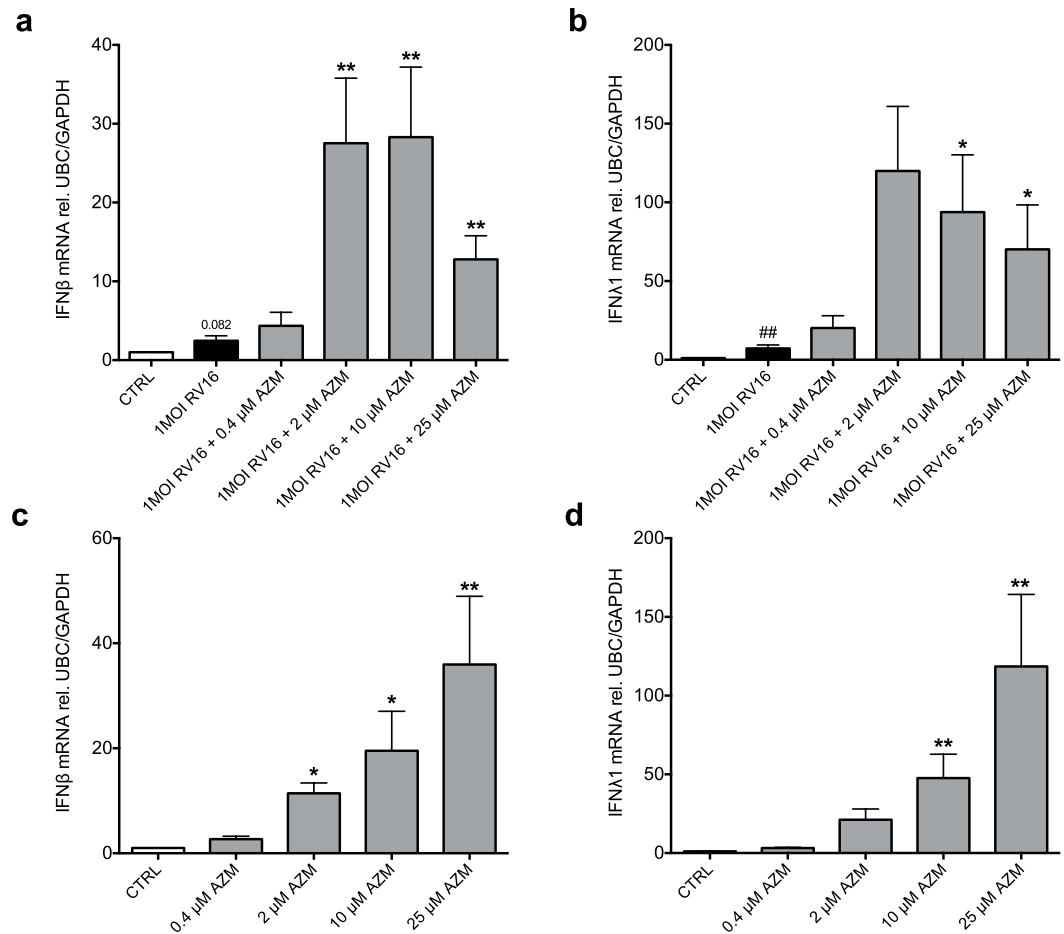 a
IFNβ mRNA rel. UBC/GAPDH
40
30
20
10
0
0.082
**
**
**
CTRL
1MOI RV16
1MOI RV16 + 0.4 µM AZM
1MOI RV16 + 2 µM AZM
1MOI RV16 + 10 µM AZM
1MOI RV16 + 25 µM AZM
b
IFNλ1 mRNA rel. UBC/GAPDH
200
150
100
50
0
##
*
*
CTRL
1MOI RV16
1MOI RV16 + 0.4 µM AZM
1MOI RV16 + 2 µM AZM
1MOI RV16 + 10 µM AZM
1MOI RV16 + 25 µM AZM
c
IFNβ mRNA rel. UBC/GAPDH
60
40
20
0
*
*
**
CTRL
0.4 µM AZM
2 µM AZM
10 µM AZM
25 µM AZM
d
IFNλ1 mRNA rel. UBC/GAPDH
200
150
100
50
0
**
**
CTRL
0.4 µM AZM
2 µM AZM
10 µM AZM
25 µM AZM